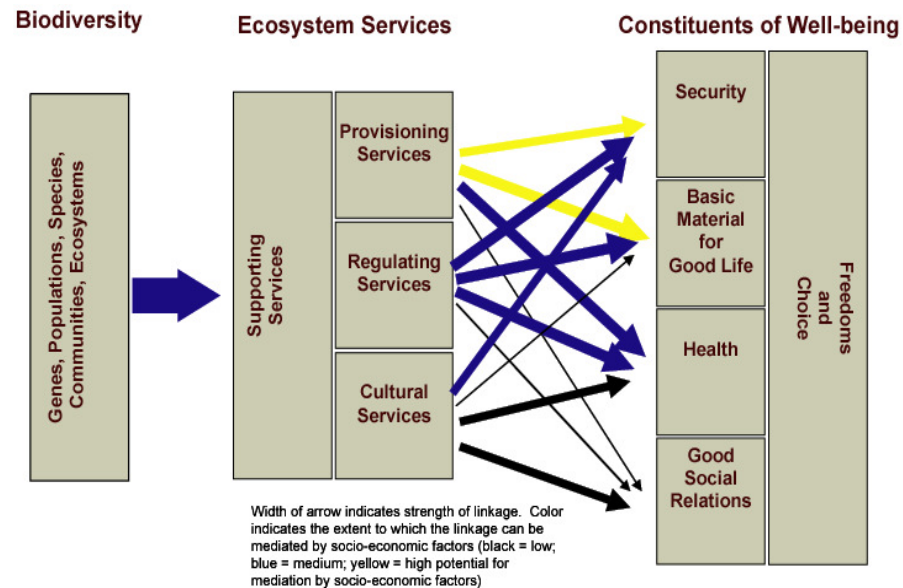 Biodiversity
Ecosystem Services
Constituents of Well-being
Genes, Populations, Species,
Communities, Ecosystems
Supporting
Services
Provisioning
Services
Regulating
Services
Cultural
Services
Security
Basic
Material
for
Good Life
Health
Good
Social
Relations
Freedoms
and
Choice
Width of arrow indicates strength of linkage. Color
indicates the extent to which the linkage can be
mediated by socio-economic factors (black = low;
blue = medium; yellow = high potential for
mediation by socio-economic factors)